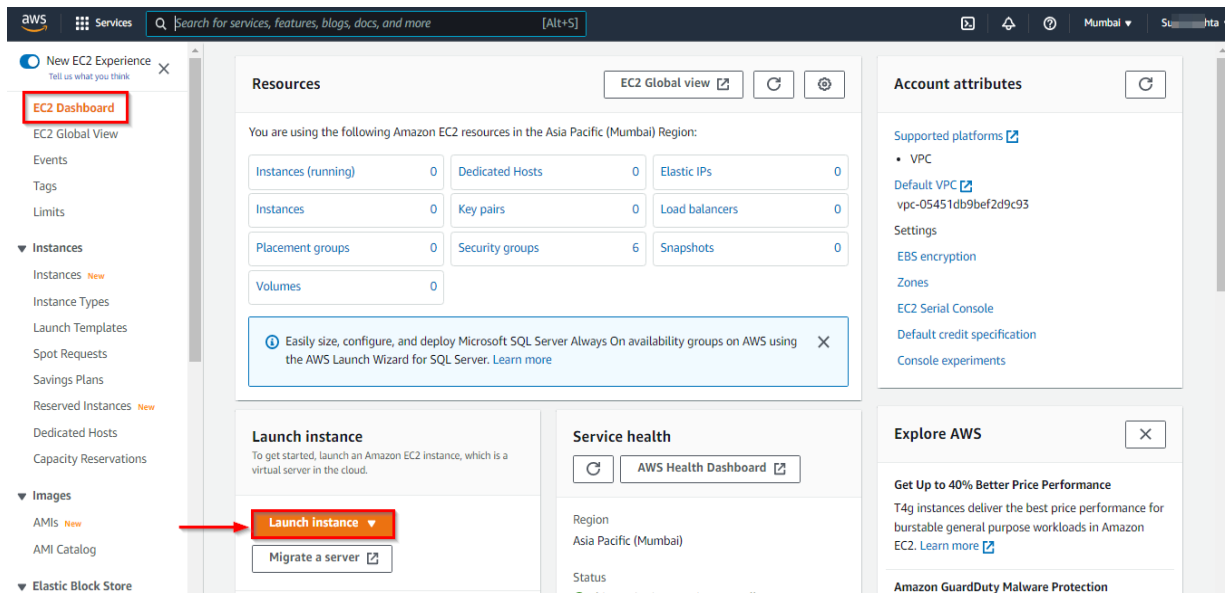 aws
Services
Search for services, features, blogs, docs, and more
[Alt+S]
Mumbai
New EC2 Experience
Tell us what you think
EC2 Dashboard
EC2 Global View
Events
Tags
Limits
Instances
Instances New
Instance Types
Launch Templates
Spot Requests
Savings Plans
Reserved Instances New
Dedicated Hosts
Capacity Reservations
Images
AMIs New
AMI Catalog
Elastic Block Store
Resources
EC2 Global view
You are using the following Amazon EC2 resources in the Asia Pacific (Mumbai) Region:
Instances (running) 0
Dedicated Hosts 0
Elastic IPs 0
Instances 0
Key pairs 0
Load balancers 0
Placement groups 0
Security groups 6
Snapshots 0
Volumes 0
Easily size, configure, and deploy Microsoft SQL Server Always On availability groups on AWS using
the AWS Launch Wizard for SQL Server. Learn more
Launch instance
To get started, launch an Amazon EC2 instance, which is a
virtual server in the cloud.
Launch instance
Migrate a server
Service health
AWS Health Dashboard
Region
Asia Pacific (Mumbai)
Status
Account attributes
Supported platforms
• VPC
Default VPC
vpc-05451db9bef2d9c93
Settings
EBS encryption
Zones
EC2 Serial Console
Default credit specification
Console experiments
Explore AWS
Get Up to 40% Better Price Performance
T4g instances deliver the best price performance for
burstable general purpose workloads in Amazon
EC2. Learn more
Amazon GuardDuty Malware Protection